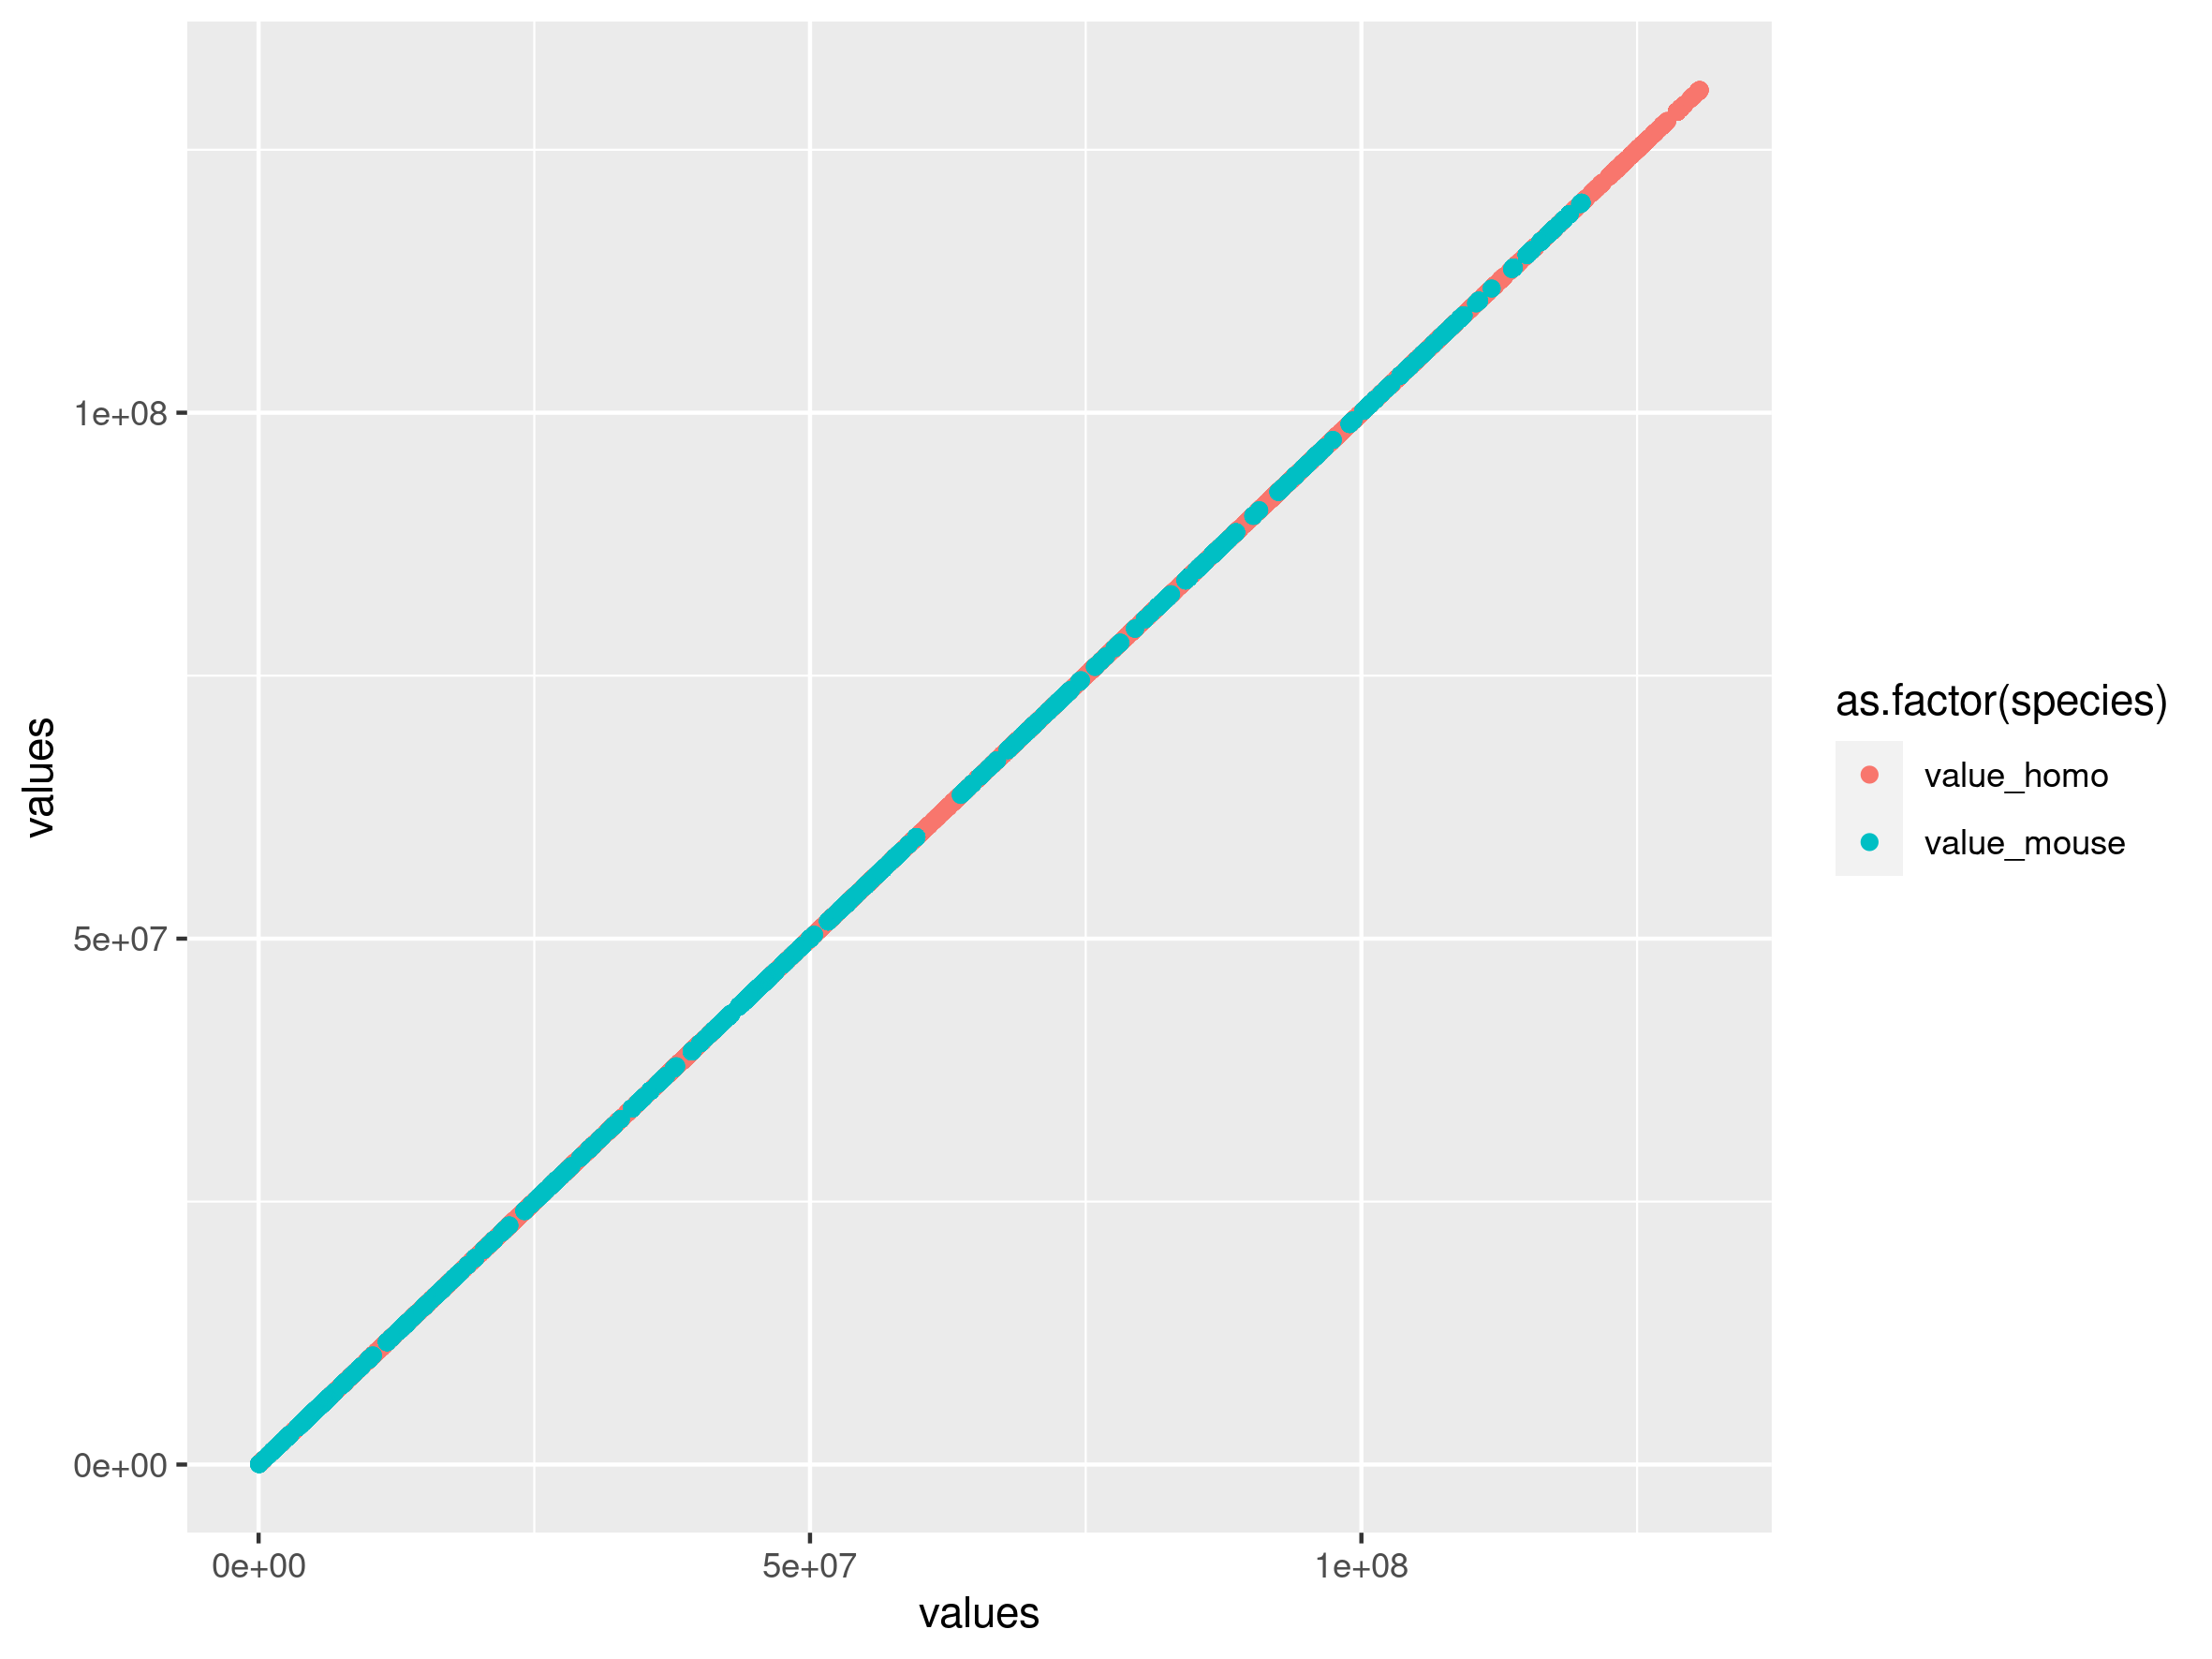 1e+08
5e+07
0e+00
values
0e+00
5e+07
1e+08
values
as.factor(species)
value_homo
value_mouse